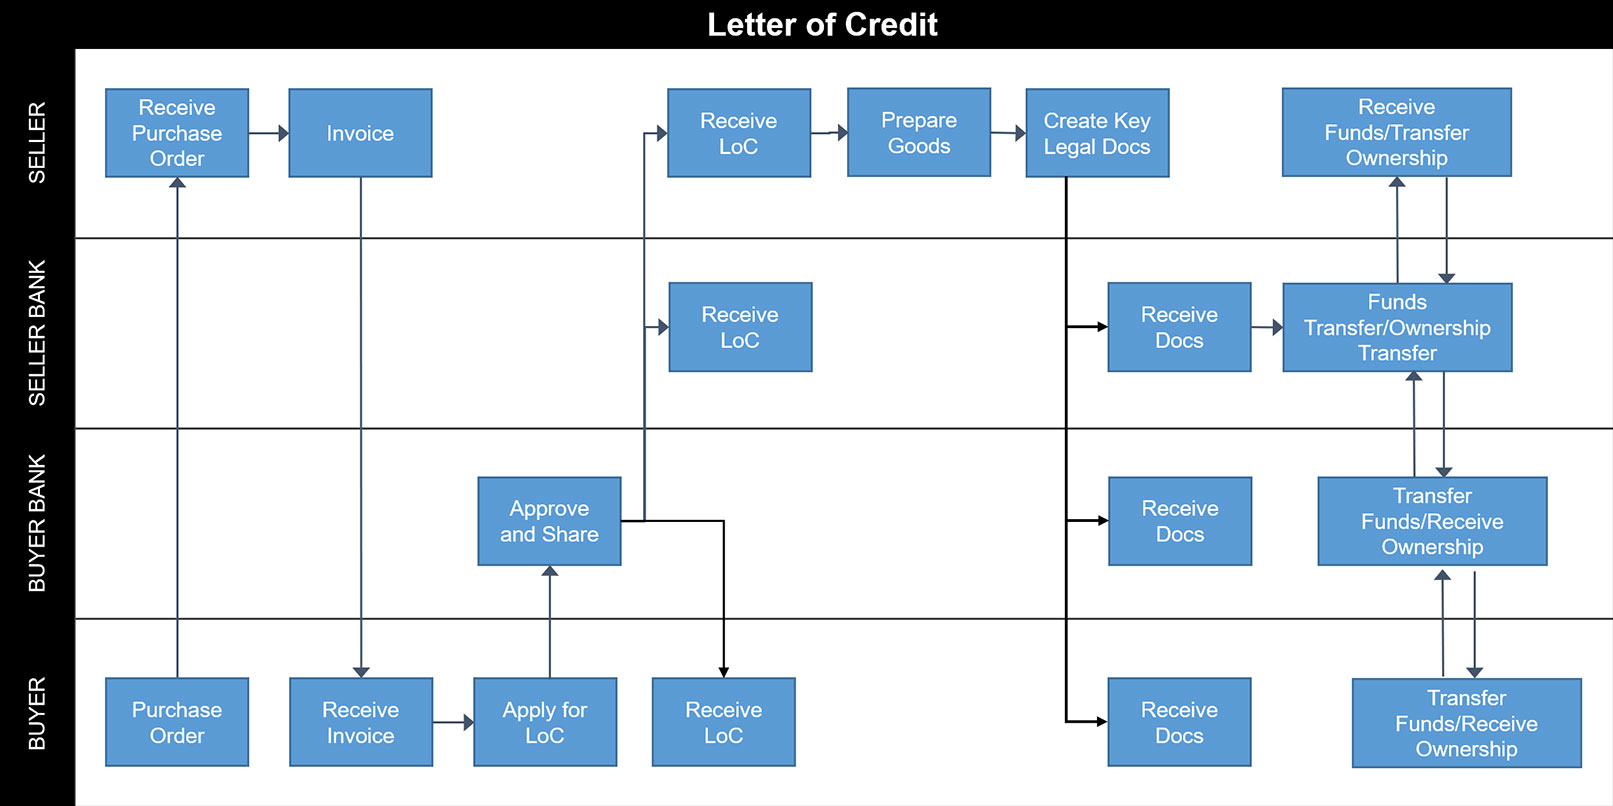 Letter of Credit
SELLER
Receive
Purchase
Order
Invoice
Receive
LoC
Prepare
Goods
Create Key
Legal Docs
Receive
Funds/Transfer
Ownership
SELLER BANK
Receive
LoC
Receive
Docs
Funds
Transfer/Ownership
Transfer
BUYER BANK
Approve
and Share
Receive
Docs
Transfer
Funds/Receive
Ownership
BUYER
Purchase
Order
Receive
Invoice
Apply for
LoC
Receive
LoC
Receive
Docs
Transfer
Funds/Receive
Ownership